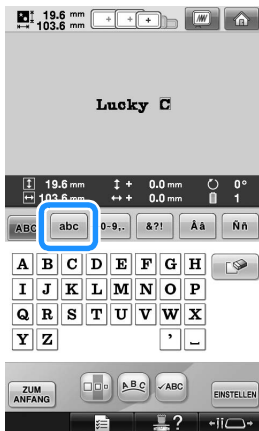 19.6 mm
103.6 mm
Lucky C
19.6 mm 0.0 mm 0°
103.6 mm 0.0 mm 1
ABC abc 0-9,. &?! Ââ Ññ
A B C D E F G H
I J K L M N O P
Q R S T U V W X
Y Z ' _
ZUM ANFANG ABC ✓ABC EINSTELLEN
?